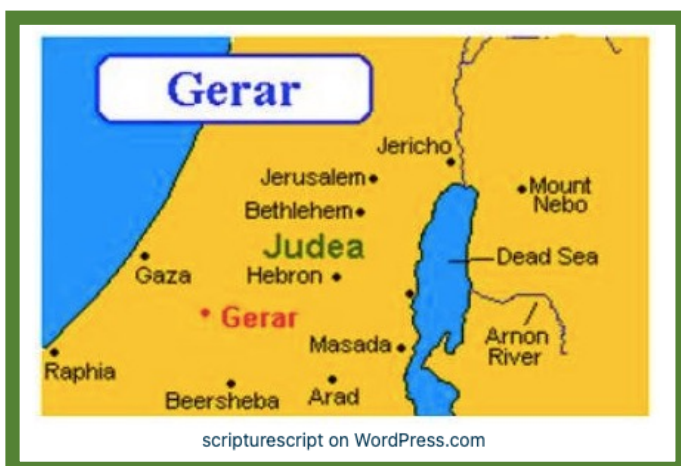 Gerar
Jericho
Jerusalem
Mount
Nebo
Bethlehem
Judea
Dead Sea
Gaza
Hebron
Gerar
Arnon
River
Masada
Raphia
Beersheba
Arad
scripturescript on WordPress.com